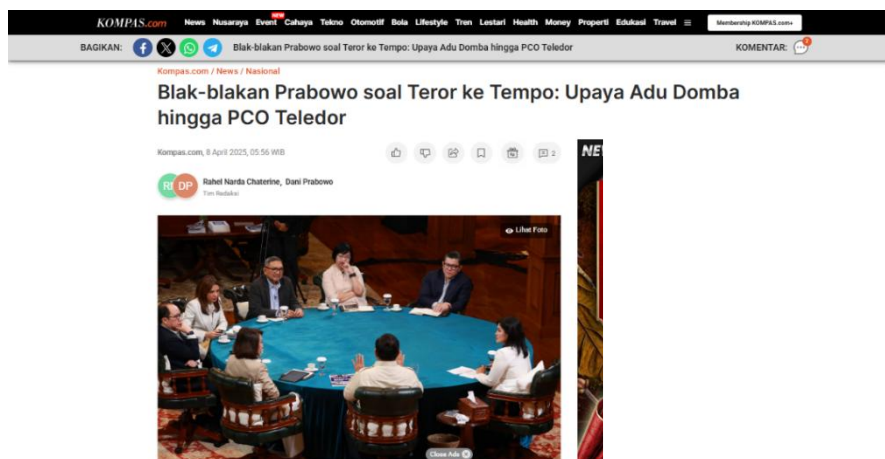 KOMPAS.com News Nusaraya Event NEW Cahaya Tekno Otomotif Bola Lifestyle Tren Lestari Health Money Properti Edukasi Travel Membership KOMPAS.com+
BAGIKAN: Blak-blakan Prabowo soal Teror ke Tempo: Upaya Adu Domba hingga PCO Teledor KOMENTAR:
Kompas.com / News / Nasional
Blak-blakan Prabowo soal Teror ke Tempo: Upaya Adu Domba
hingga PCO Teledor
Kompas.com, 8 April 2025, 05:56 WIB
2
NE
DP Rahel Narda Chaterine, Dani Prabowo
Tim Redaksi
Lihat Foto
Close Ads